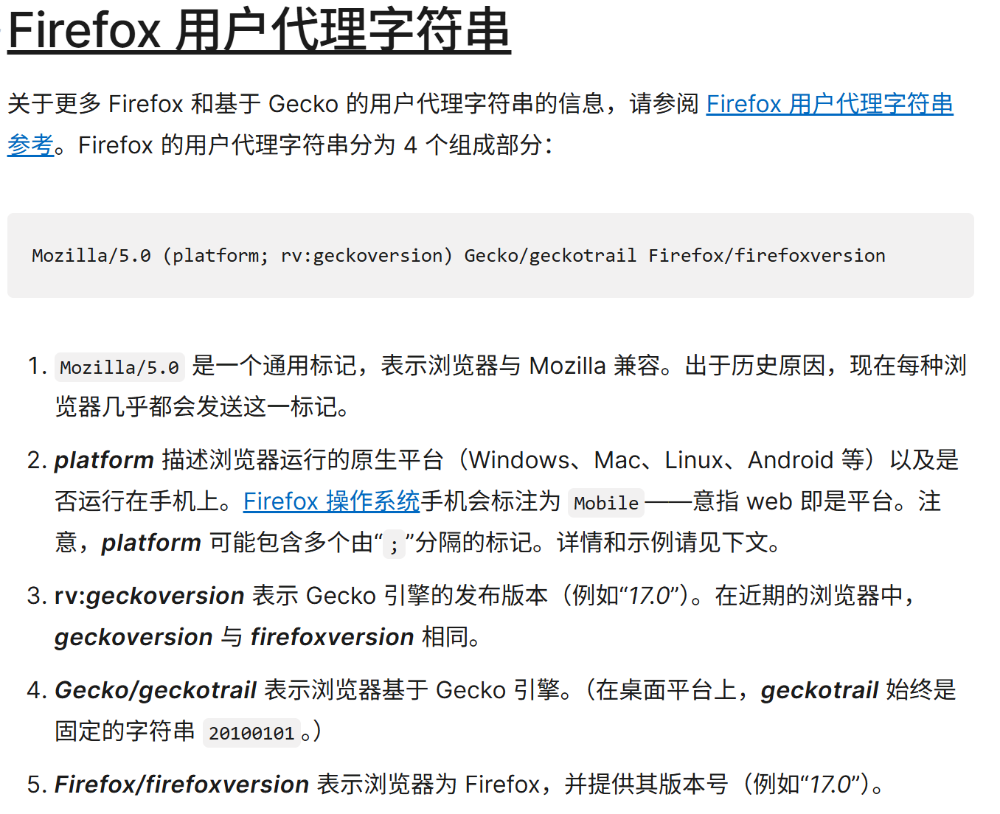 Firefox 用户代理字符串
关于更多 Firefox 和基于 Gecko 的用户代理字符串的信息，请参阅 Firefox 用户代理字符串
参考。Firefox 的用户代理字符串分为 4 个组成部分：
Mozilla/5.0 (platform; rv:geckoversion) Gecko/geckotrail Firefox/firefoxversion
1. Mozilla/5.0 是一个通用标记，表示浏览器与 Mozilla 兼容。出于历史原因，现在每种浏
览器几乎都会发送这一标记。
2. platform 描述浏览器运行的原生平台（Windows、Mac、Linux、Android 等）以及是
否运行在手机上。Firefox 操作系统手机会标注为 Mobile——意指 web 即是平台。注
意，platform 可能包含多个由“;”分隔的标记。详情和示例请见下文。
3. rv:geckoversion 表示 Gecko 引擎的发布版本（例如“17.0”）。在近期的浏览器中，
geckoversion 与 firefoxversion 相同。
4. Gecko/geckotrail 表示浏览器基于 Gecko 引擎。（在桌面平台上，geckotrail 始终是
固定的字符串 20100101。）
5. Firefox/firefoxversion 表示浏览器为 Firefox，并提供其版本号（例如“17.0”）。